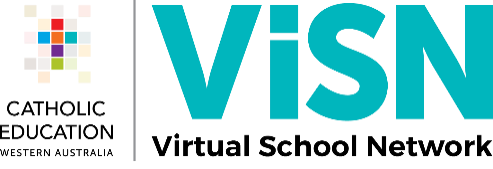 CATHOLIC
EDUCATION
WESTERN AUSTRALIA
ViSN
Virtual School Network